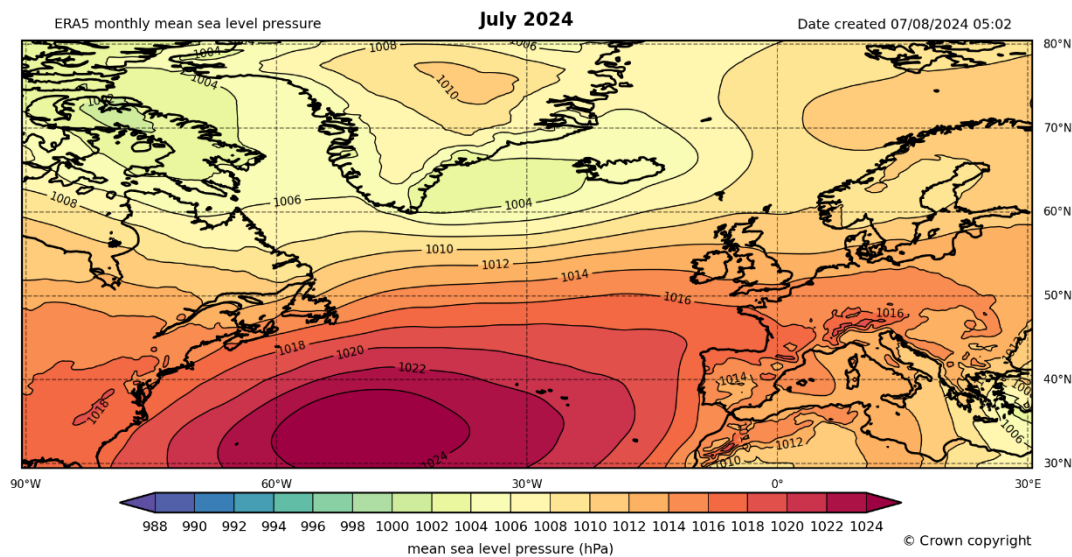 ERA5 monthly mean sea level pressure July 2024 Date created 07/08/2024 05:02
1004 1008 1006 80°N
1004
1010
1002
70°N
1008 1006 1004 60°N
1010
1012
1014
1016 50°N
1016
1018
1020
1022
1014 40°N
1018
1006
1012
1010
1024 30°N
90°W 60°W 30°W 0° 30°E
988 990 992 994 996 998 1000 1002 1004 1006 1008 1010 1012 1014 1016 1018 1020 1022 1024
mean sea level pressure (hPa)
© Crown copyright